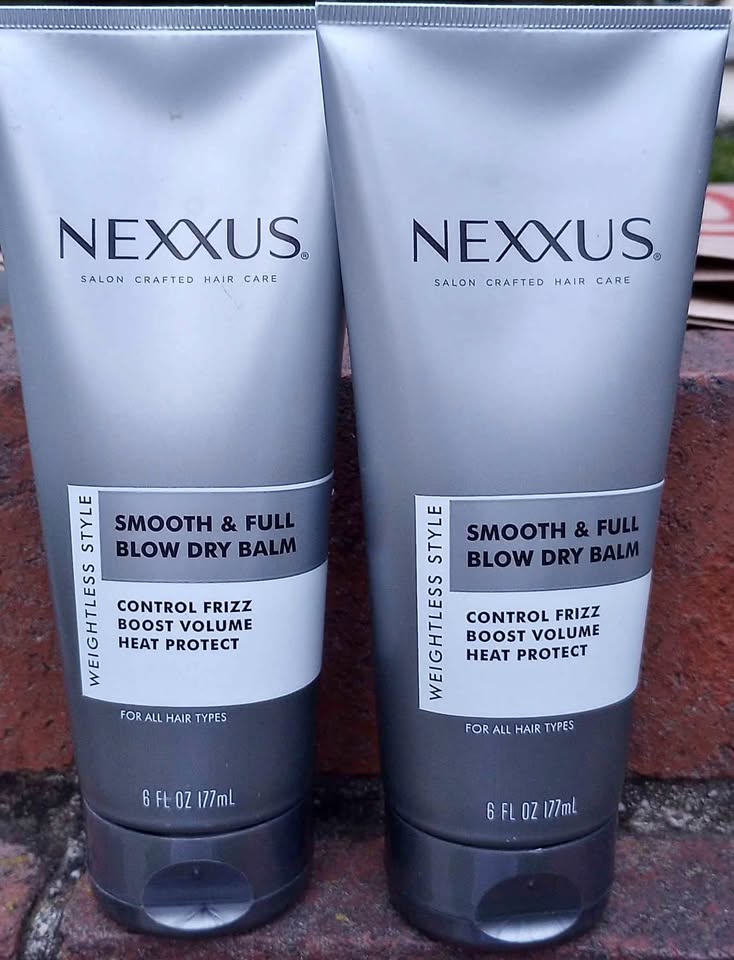 NEXXUS®
SALON CRAFTED HAIR CARE
WEIGHTLESS STYLE
SMOOTH & FULL
BLOW DRY BALM
CONTROL FRIZZ
BOOST VOLUME
HEAT PROTECT
FOR ALL HAIR TYPES
6 FL OZ 177mL
NEXXUS®
SALON CRAFTED HAIR CARE
WEIGHTLESS STYLE
SMOOTH & FULL
BLOW DRY BALM
CONTROL FRIZZ
BOOST VOLUME
HEAT PROTECT
FOR ALL HAIR TYPES
6 FL OZ 177mL